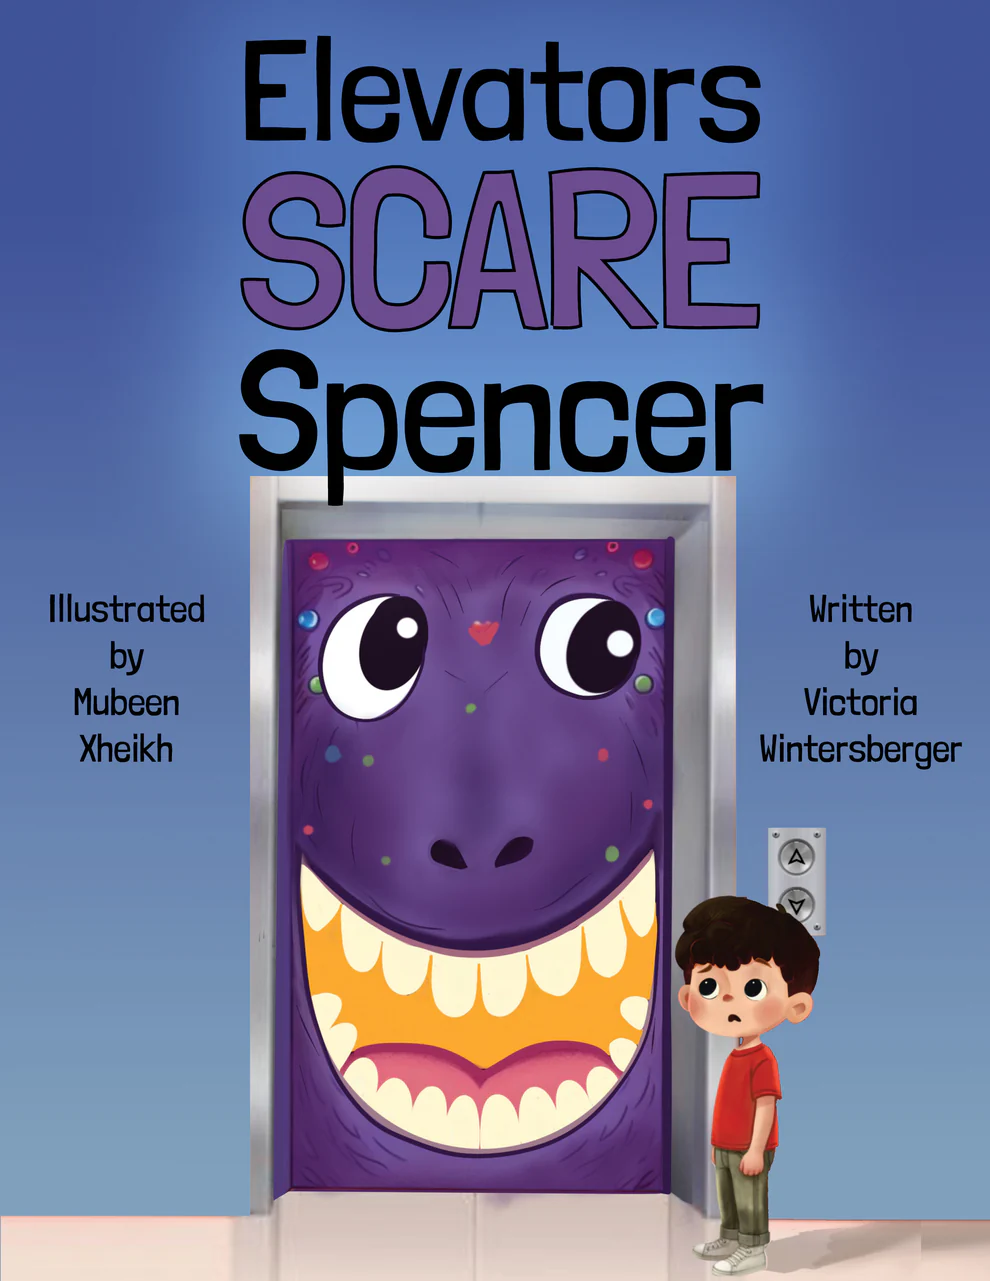 Elevators
SCARE
Spencer
Illustrated
by
Mubeen
Xheikh
Written
by
Victoria
Wintersberger